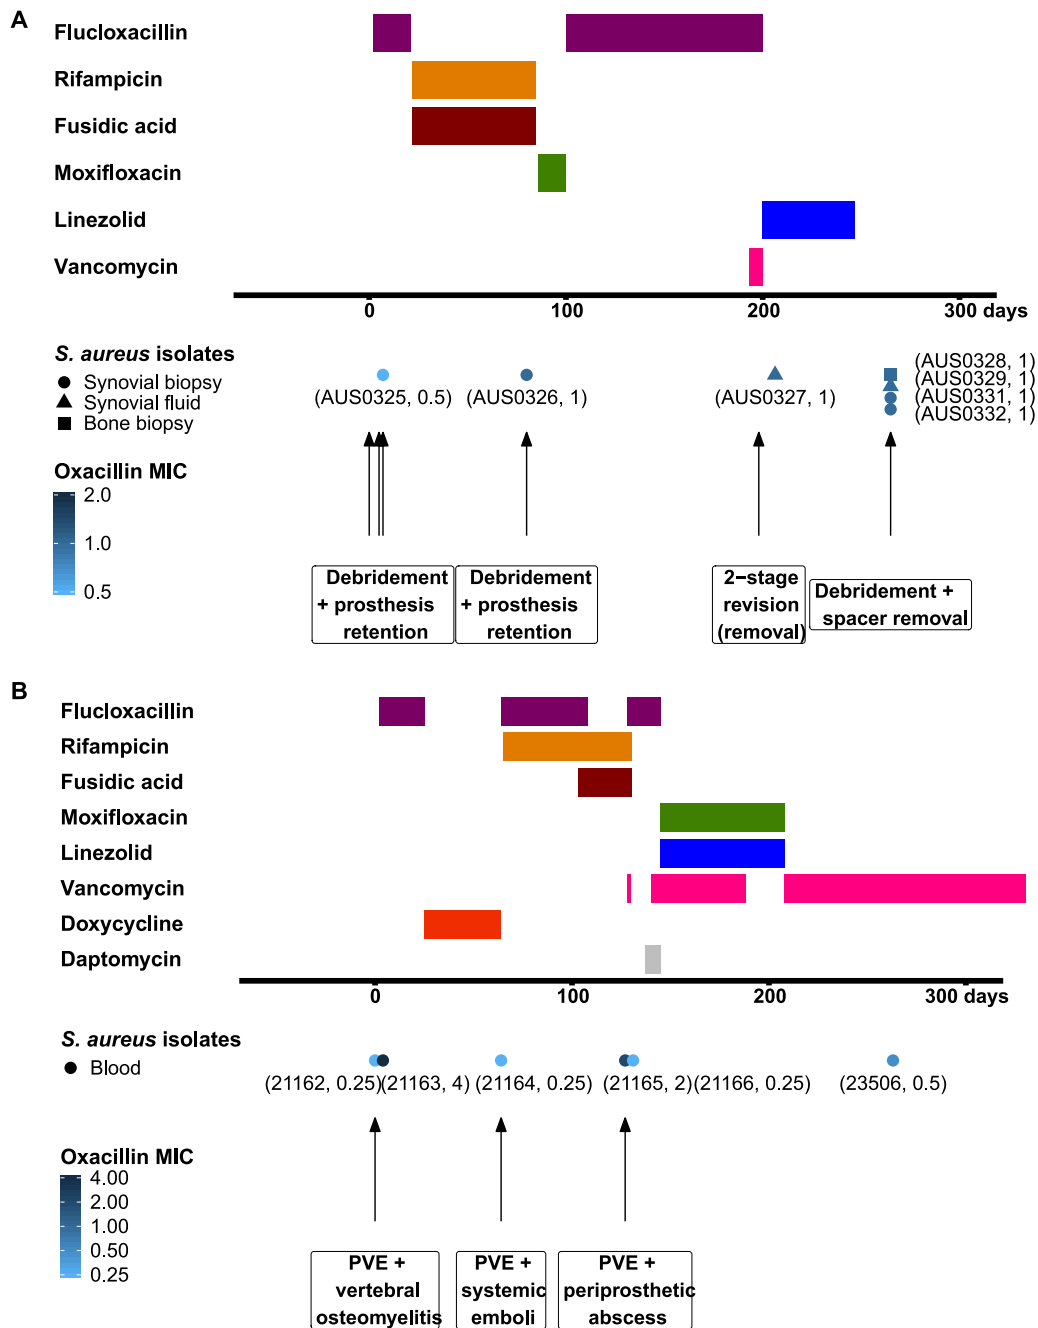 A
Flucloxacillin
Rifampicin
Fusidic acid
Moxifloxacin
Linezolid
Vancomycin
0 100 200 300 days
S. aureus isolates
Synovial biopsy
Synovial fluid
Bone biopsy
(AUS0325, 0.5)
(AUS0326, 1)
(AUS0327, 1)
(AUS0328, 1)
(AUS0329, 1)
(AUS0331, 1)
(AUS0332, 1)
Oxacillin MIC
2.0
1.0
0.5
Debridement
+ prosthesis
retention
Debridement
+ prosthesis
retention
2−stage
revision
(removal)
Debridement +
spacer removal
B
Flucloxacillin
Rifampicin
Fusidic acid
Moxifloxacin
Linezolid
Vancomycin
Doxycycline
Daptomycin
0 100 200 300 days
S. aureus isolates
Blood
(21162, 0.25)(21163, 4) (21164, 0.25) (21165, 2)(21166, 0.25) (23506, 0.5)
Oxacillin MIC
4.00
2.00
1.00
0.50
0.25
PVE +
vertebral
osteomyelitis
PVE +
systemic
emboli
PVE +
periprosthetic
abscess